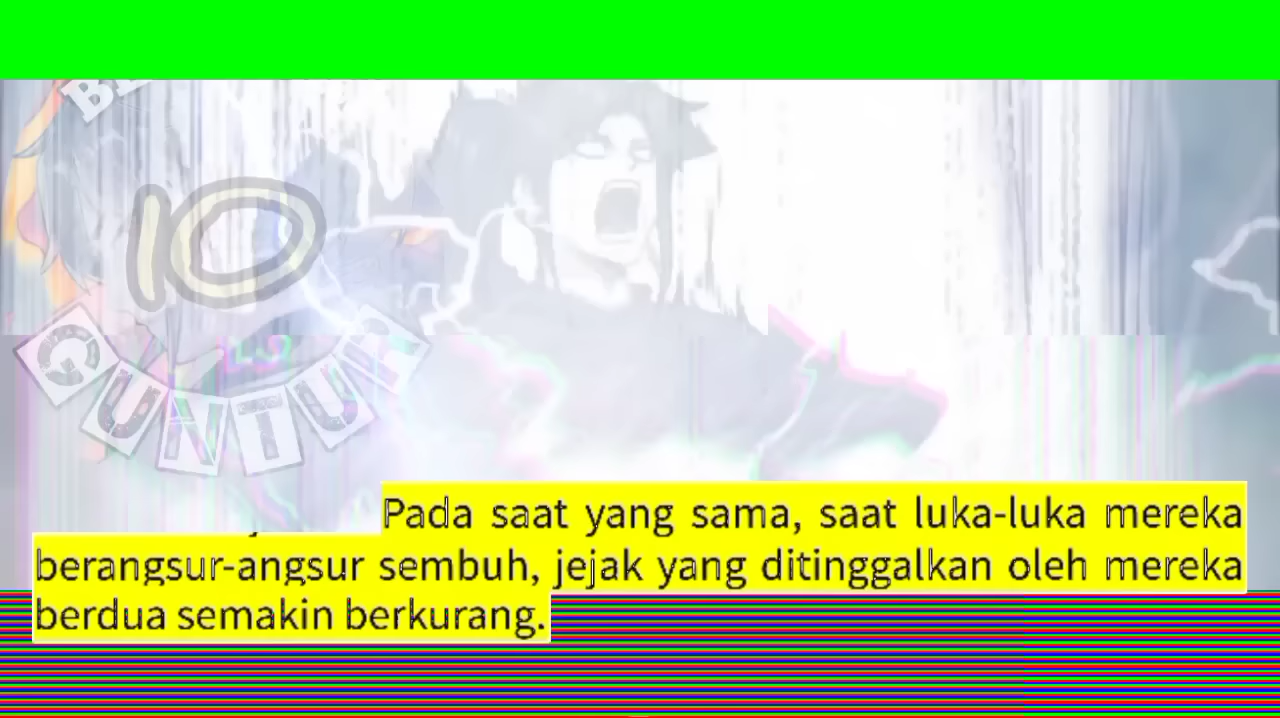 10
GUNTUR
Pada saat yang sama, saat luka-luka mereka
berangsur-angsur sembuh, jejak yang ditinggalkan oleh mereka
berdua semakin berkurang.